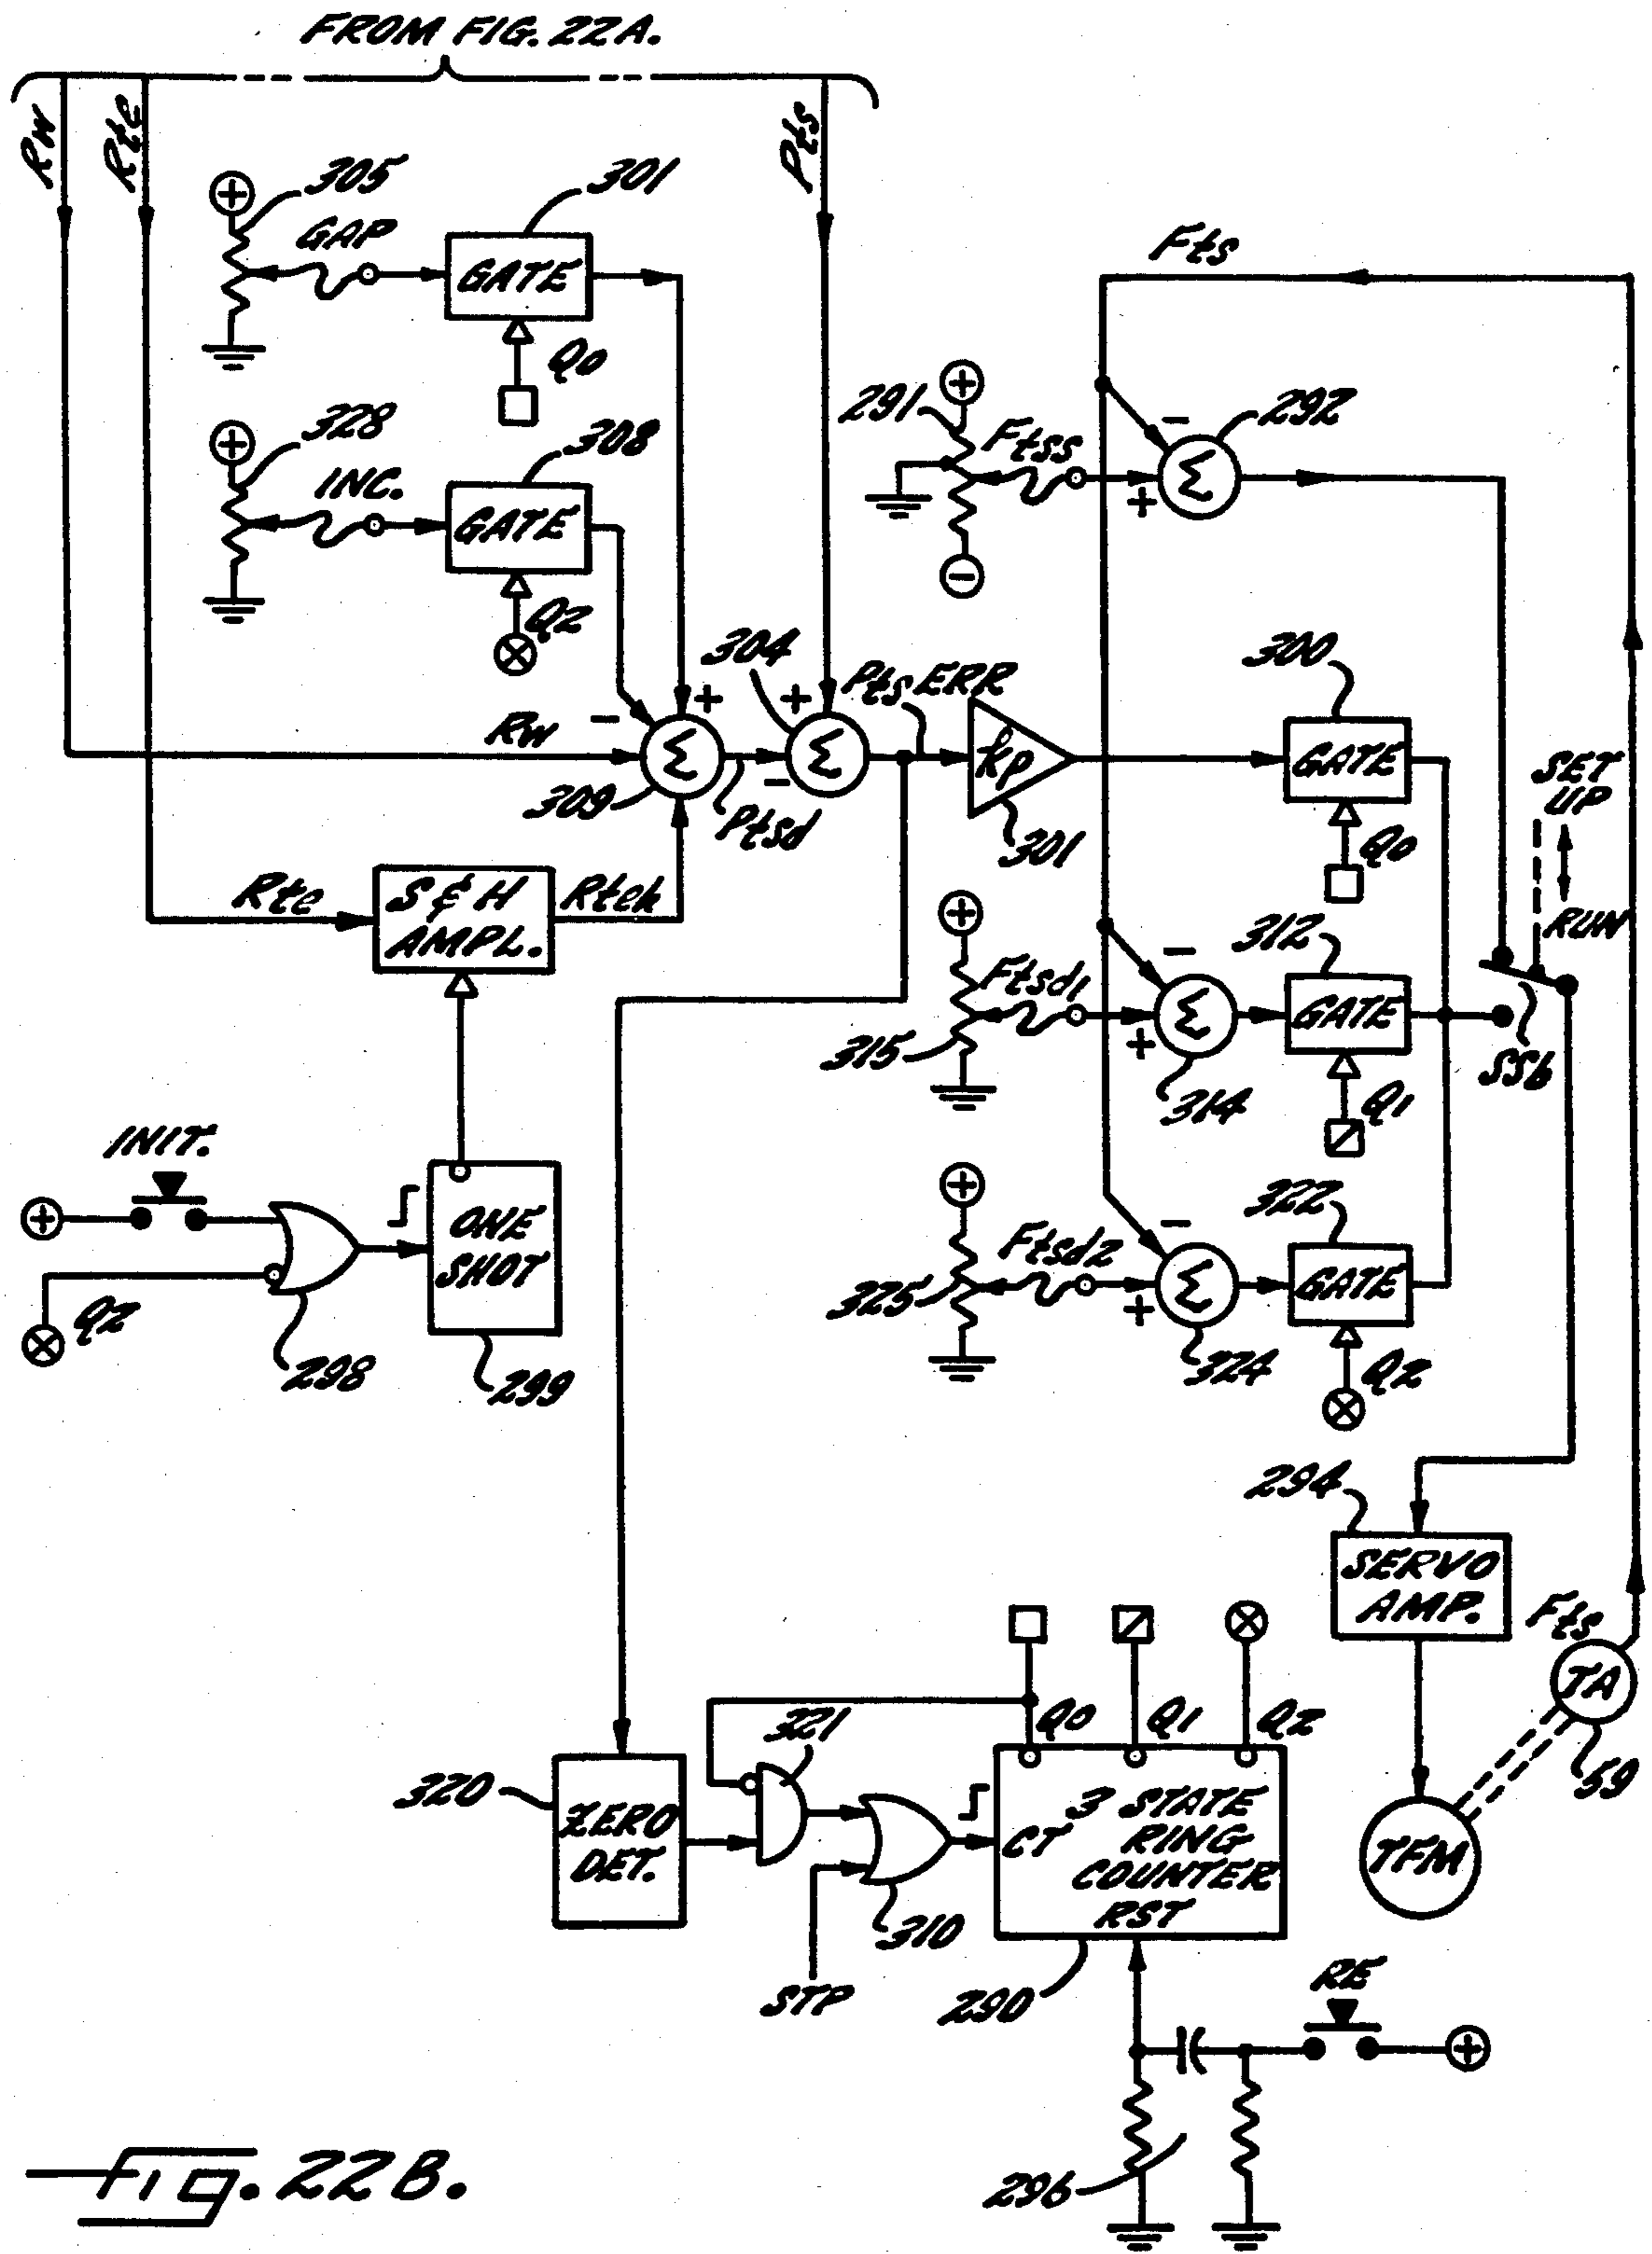 FROM FIG. 22A.
Rw
Rte
Pts
305
GAP
301
GATE
Q0
328
INC.
308
GATE
Q2
Fts
291
Ftss
292
+
-
304
Pts ERR
300
Rw
-
+
+
-
Σ
Σ
kp
GATE
309
Ptsd
301
Q0
SET UP
RUN
Rte
S & H
AMPL.
Rtek
Ftsd1
312
-
+
Σ
GATE
315
314
Q1
SSb
INIT.
ONE
SHOT
Q2
298
299
322
Ftsd2
-
+
Σ
GATE
325
324
Q2
294
SERVO
AMP.
Fts
TA
59
TFM
321
Q0
Q1
Q2
320
ZERO
DET.
CT
3 STATE
RING
COUNTER
RST
310
STP
290
RE
296
Fig. 22B.